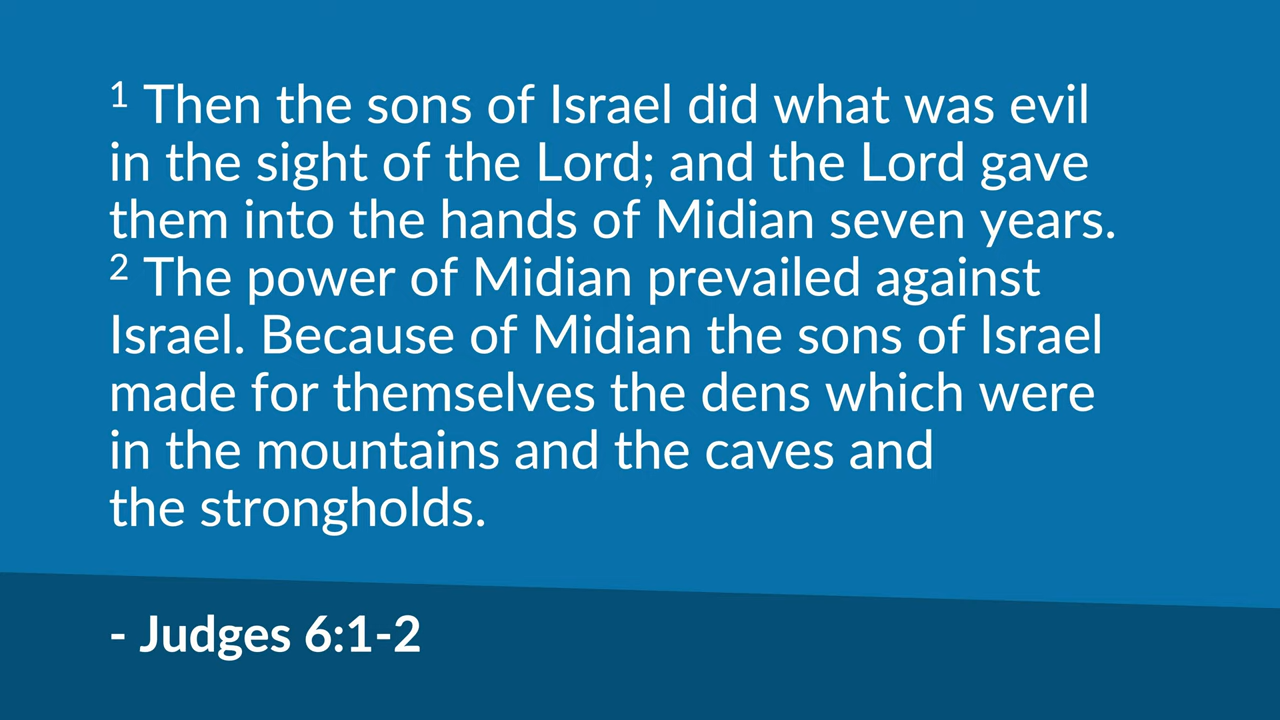 1 Then the sons of Israel did what was evil
in the sight of the Lord; and the Lord gave
them into the hands of Midian seven years.
2 The power of Midian prevailed against
Israel. Because of Midian the sons of Israel
made for themselves the dens which were
in the mountains and the caves and
the strongholds.
- Judges 6:1-2